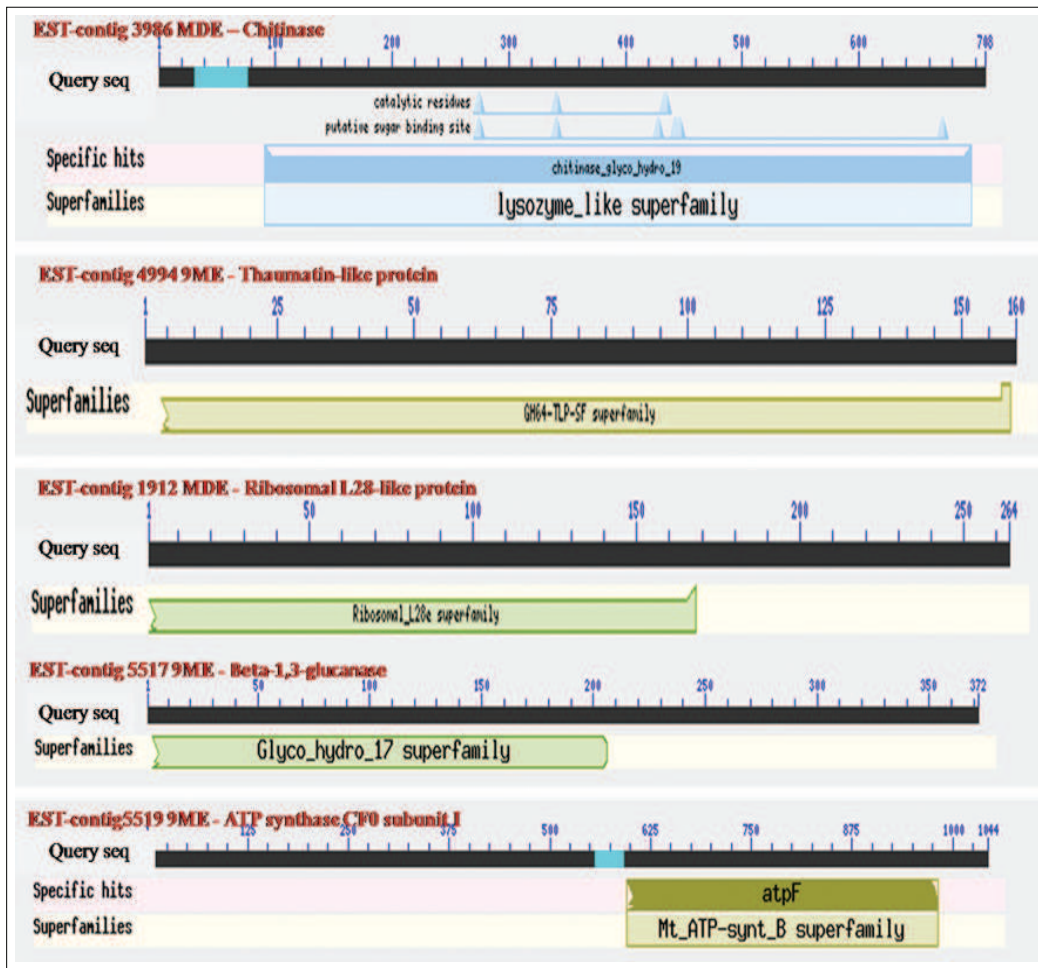 EST-contig 3986 MDE – Chitinase
1 100 200 300 400 500 600 708
Query seq
catalytic residues
putative sugar binding site
Specific hits
chitinase_glyco_hydro_19
Superfamilies
lysozyme_like superfamily
EST-contig 4994 9ME - Thaumatin-like protein
1 25 50 75 100 125 150 160
Query seq
Superfamilies
GH64-TLP-SF superfamily
EST-contig 1912 MDE - Ribosomal L28-like protein
1 50 100 150 200 250 264
Query seq
Superfamilies
Ribosomal_L28e superfamily
EST-contig 5517 9ME - Beta-1,3-glucanase
1 50 100 150 200 250 300 350 372
Query seq
Superfamilies
Glyco_hydro_17 superfamily
EST-contig5519 9ME - ATP synthase CF0 subunit I
125 250 375 500 625 750 875 1000 1044
Query seq
Specific hits
atpF
Superfamilies
Mt_ATP-synt_B superfamily